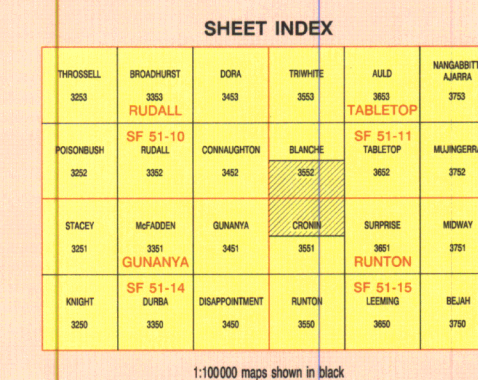 SHEET INDEX
THROSSELL BROADHURST DORA TRIWHITE AULD NANGABBITT
AJARRA
3253 3353 3453 3553 3653 3753
RUDALL TABLETOP
SF 51-10 SF 51-11
POISONBUSH RUDALL CONNAUGHTON BLANCHE TABLETOP MUJINGERRA
3252 3352 3452 3552 3652 3752
STACEY McFADDEN GUNANYA CRONIN SURPRISE MIDWAY
3251 3351 3451 3551 3651 3751
GUNANYA RUNTON
SF 51-14 SF 51-15
KNIGHT DURBA DISAPPOINTMENT RUNTON LEEMING BEJAH
3250 3350 3450 3550 3650 3750
1:100000 maps shown in black